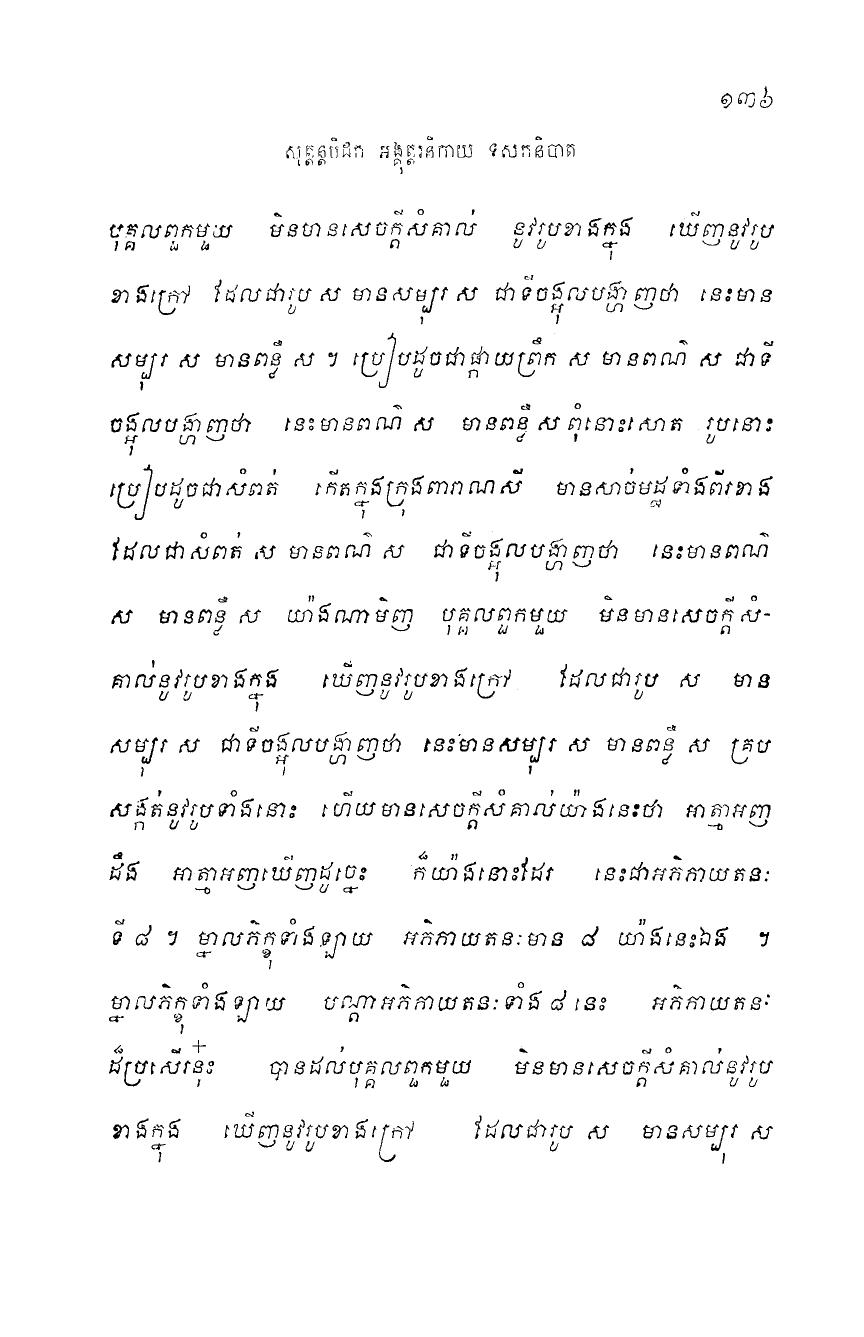 ១៣៦
សុត្តន្តបិដក អង្គុត្តរនិកាយ ទសកនិបាត
បុគ្គលពួកមួយ មិនមានសេចក្តីសំគាល់ នូវរូបខាងក្នុង ឃើញនូវរូប
ខាងក្រៅ ដែលជារូប ស មានសម្បុរ ស ជាទីចង្អុលបង្ហាញថា នេះមាន
សម្បុរ ស មានពន្លឺ ស ។ ប្រៀបដូចជាផ្កាយព្រឹក ស មានពណ៌ ស ជាទី
ចង្អុលបង្ហាញថា នេះមានពណ៌ ស មានពន្លឺ ស ពុំនោះសោត រូបនោះ
ប្រៀបដូចជាសំពត់ កើតក្នុងក្រុងពារាណសី មានសាច់មដ្ឋទាំងពីរខាង
ដែលជាសំពត់ ស មានពណ៌ ស ជាទីចង្អុលបង្ហាញថា នេះមានពណ៌
ស មានពន្លឺ ស យ៉ាងណាមិញ បុគ្គលពួកមួយ មិនមានសេចក្តីសំ-
គាល់នូវរូបខាងក្នុង ឃើញនូវរូបខាងក្រៅ ដែលជារូប ស មាន
សម្បុរ ស ជាទីចង្អុលបង្ហាញថា នេះមានសម្បុរ ស មានពន្លឺ ស គ្រប
សង្កត់នូវរូបទាំងនោះ ហើយមានសេចក្តីសំគាល់យ៉ាងនេះថា អាត្មាអញ
ដឹង អាត្មាអញឃើញដូច្នេះ ក៏យ៉ាងនោះដែរ នេះជាអភិភាយតនៈ
ទី ៨ ។ ម្នាលភិក្ខុទាំងឡាយ អភិភាយតនៈមាន ៨ យ៉ាងនេះឯង ។
ម្នាលភិក្ខុទាំងឡាយ បណ្តាអភិភាយតនៈទាំង ៨ នេះ អភិភាយតនៈ
ដ៏ប្រសើរនុ៎ះ បានដល់បុគ្គលពួកមួយ មិនមានសេចក្តីសំគាល់នូវរូប
ខាងក្នុង ឃើញនូវរូបខាងក្រៅ ដែលជារូប ស មានសម្បុរ ស